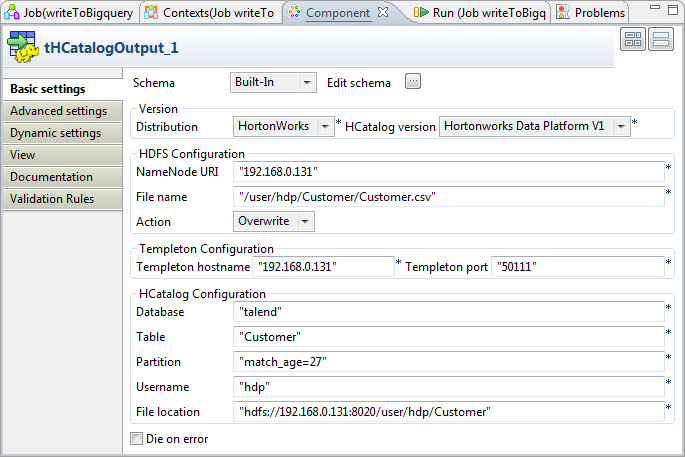 Job(writeToBigquery Contexts(Job writeTo Component Run (Job writeToBigq Problems
tHCatalogOutput_1
Basic settings
Advanced settings
Dynamic settings
View
Documentation
Validation Rules
Schema Built-In Edit schema ...
Version
Distribution HortonWorks * HCatalog version Hortonworks Data Platform V1 *
HDFS Configuration
NameNode URI "192.168.0.131" *
File name "/user/hdp/Customer/Customer.csv" *
Action Overwrite
Templeton Configuration
Templeton hostname "192.168.0.131" * Templeton port "50111" *
HCatalog Configuration
Database "talend" *
Table "Customer" *
Partition "match_age=27" *
Username "hdp" *
File location "hdfs://192.168.0.131:8020/user/hdp/Customer" *
Die on error